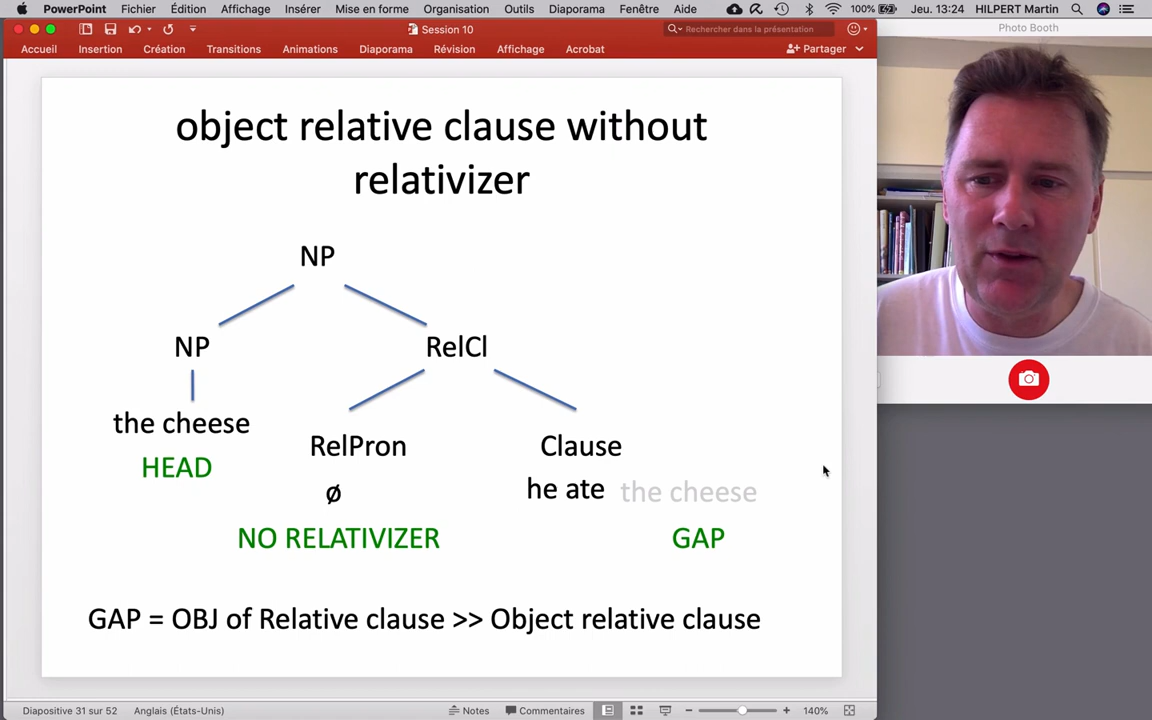 PowerPoint Fichier Édition Affichage Insérer Mise en forme Organisation Outils Diaporama Fenêtre Aide 100% Jeu. 13:24 HILPERT Martin
Session 10 Rechercher dans la présentation
Photo Booth
Accueil Insertion Création Transitions Animations Diaporama Révision Affichage Acrobat Partager
object relative clause without
relativizer
NP
NP RelCl
the cheese
HEAD
RelPron Clause
ø he ate the cheese
NO RELATIVIZER GAP
GAP = OBJ of Relative clause >> Object relative clause
Diapositive 31 sur 52 Anglais (États-Unis) Notes Commentaires 140%